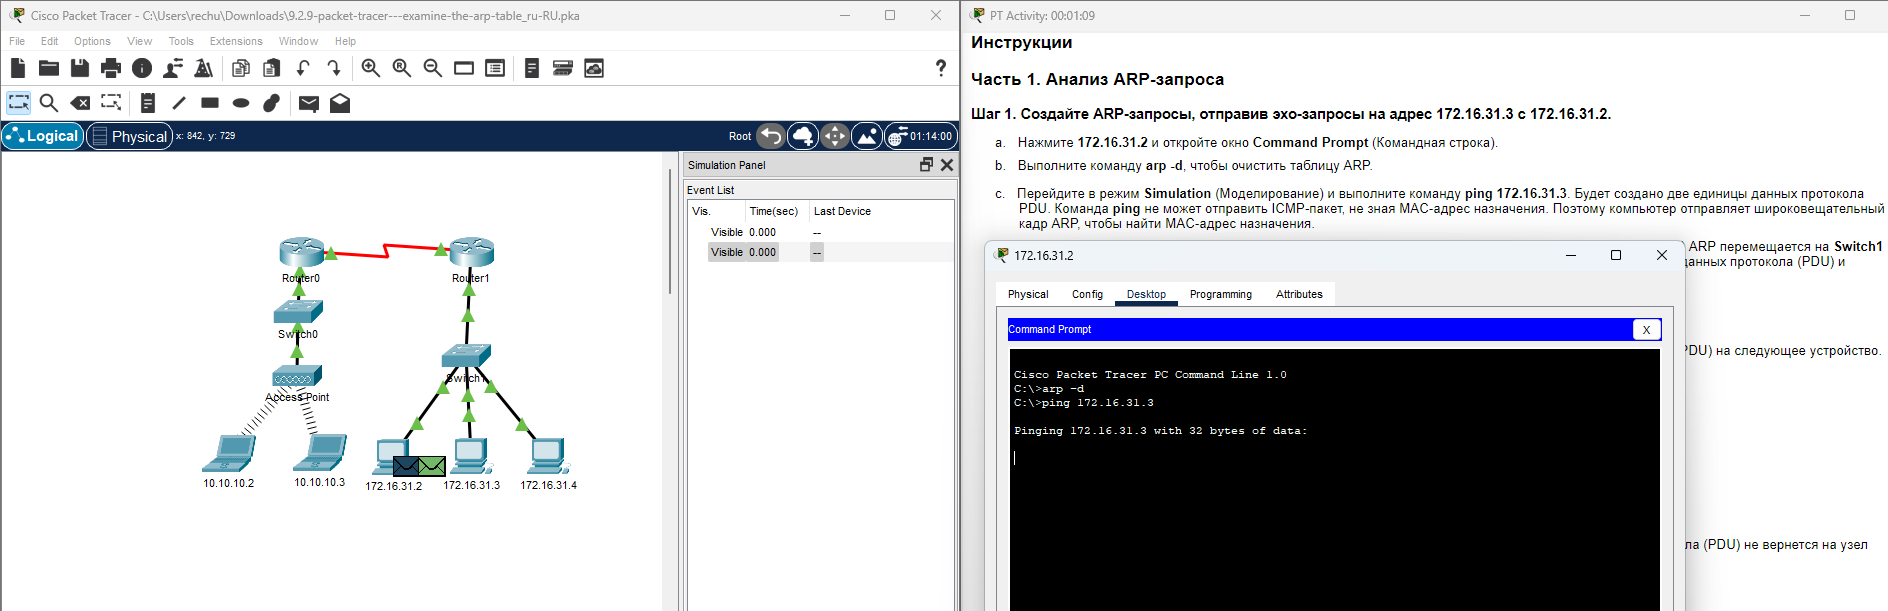 Cisco Packet Tracer - C:\Users\rechu\Downloads\9.2.9-packet-tracer---examine-the-arp-table_ru-RU.pka
File Edit Options View Tools Extensions Window Help
?
Logical Physical x: 842, y: 729
Root 01:14:00
Router0
Router1
Switch0
Switch1
Access Point
10.10.10.2
10.10.10.3
172.16.31.2
172.16.31.3
172.16.31.4
Simulation Panel
Event List
Vis. Time(sec) Last Device
Visible 0.000 --
Visible 0.000 --
PT Activity: 00:01:09
Инструкции
Часть 1. Анализ ARP-запроса
Шаг 1. Создайте ARP-запросы, отправив эхо-запросы на адрес 172.16.31.3 с 172.16.31.2.
a. Нажмите 172.16.31.2 и откройте окно Command Prompt (Командная строка).
b. Выполните команду arp -d, чтобы очистить таблицу ARP.
c. Перейдите в режим Simulation (Моделирование) и выполните команду ping 172.16.31.3. Будет создано две единицы данных протокола
PDU. Команда ping не может отправить ICMP-пакет, не зная MAC-адрес назначения. Поэтому компьютер отправляет широковещательный
кадр ARP, чтобы найти MAC-адрес назначения.
ARP перемещается на Switch1
данных протокола (PDU) и
PDU) на следующее устройство.
ла (PDU) не вернется на узел
172.16.31.2
Physical Config Desktop Programming Attributes
Command Prompt X
Cisco Packet Tracer PC Command Line 1.0
C:\>arp -d
C:\>ping 172.16.31.3
Pinging 172.16.31.3 with 32 bytes of data: